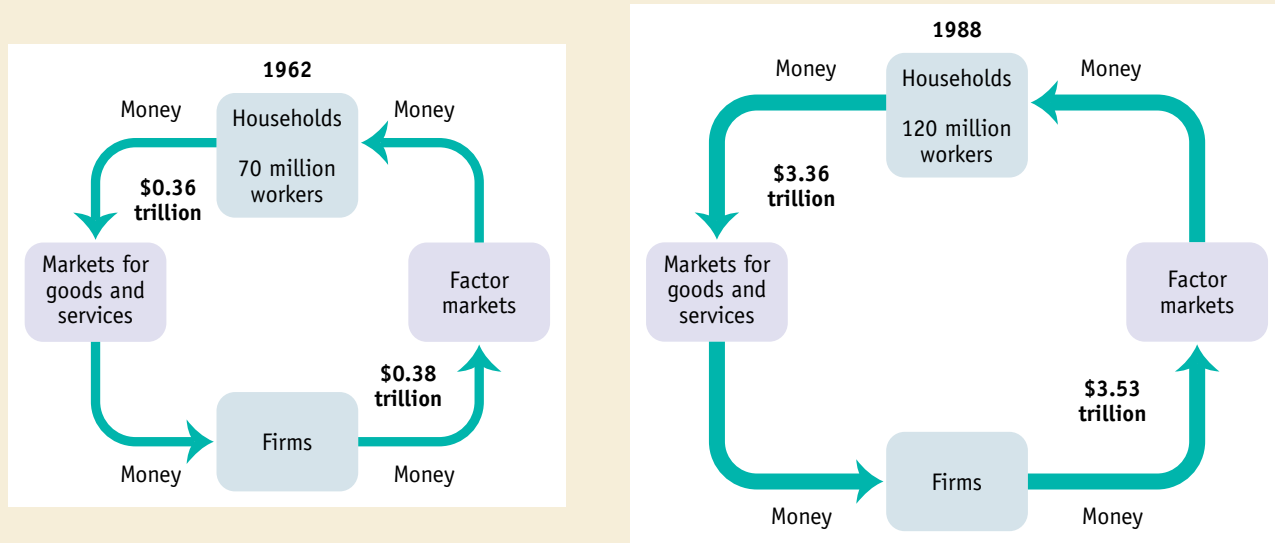 1962
Money
Money
Households
70 million
workers
$0.36
trillion
Markets for
goods and
services
Factor
markets
$0.38
trillion
Firms
Money
Money
1988
Money
Money
Households
120 million
workers
$3.36
trillion
Markets for
goods and
services
Factor
markets
$3.53
trillion
Firms
Money
Money